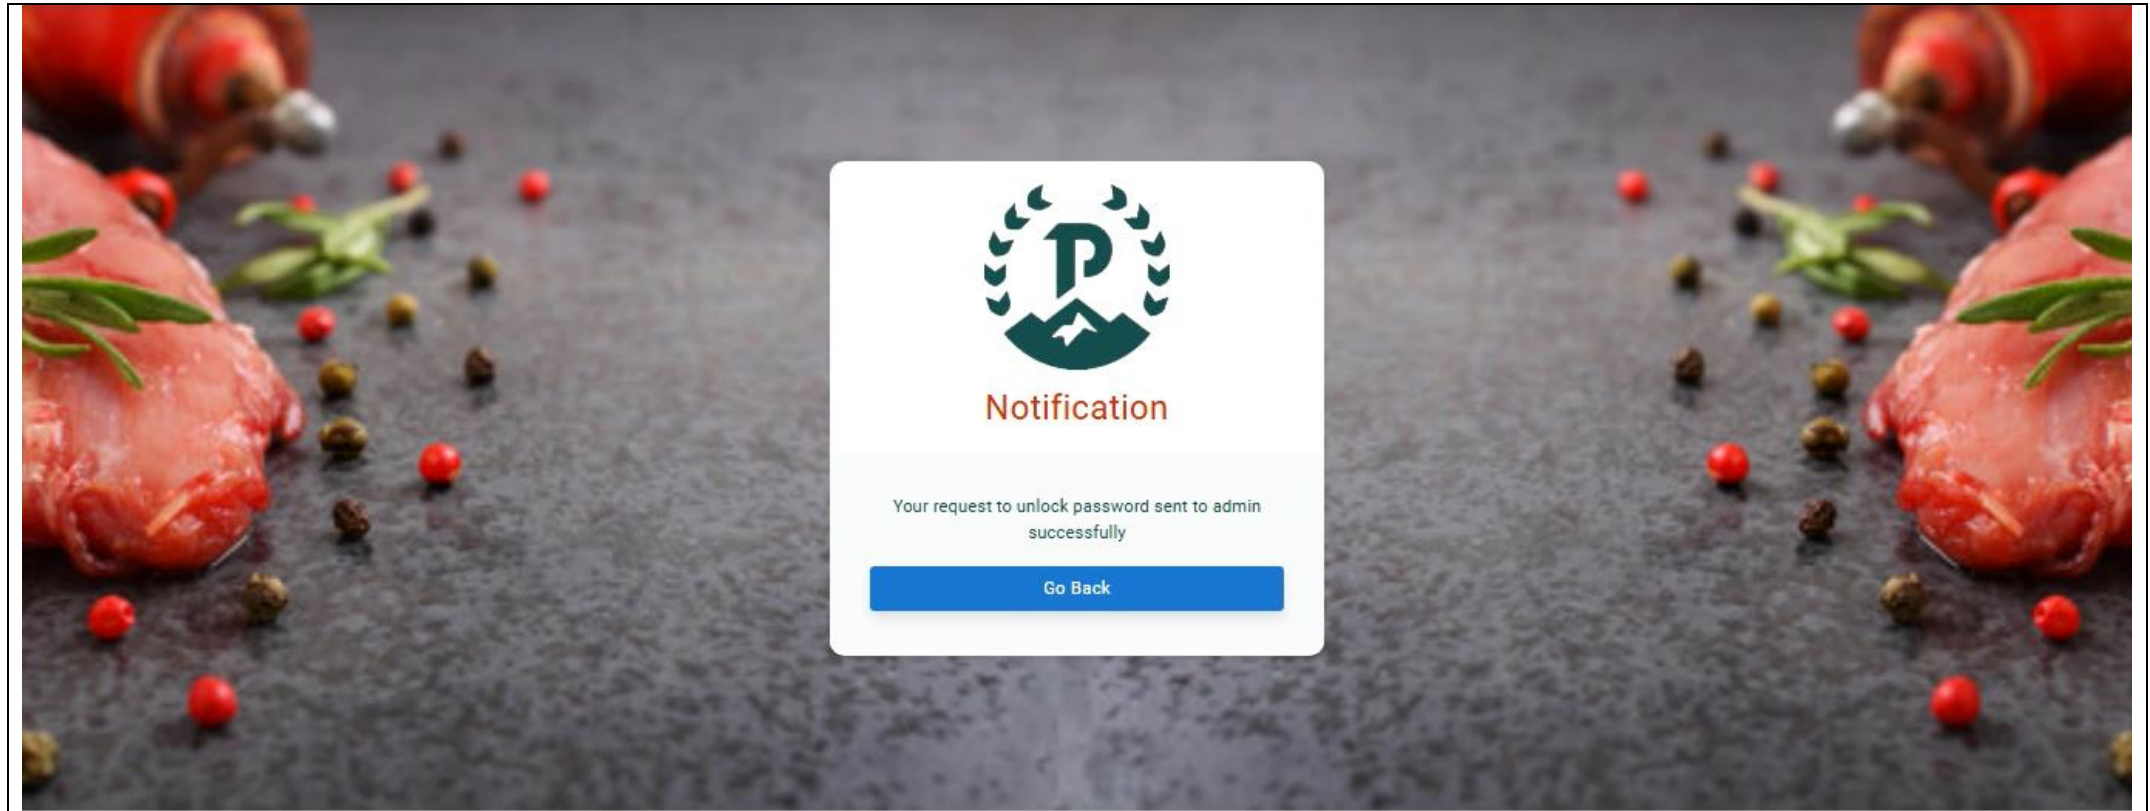 P
Notification
Your request to unlock password sent to admin
successfully
Go Back